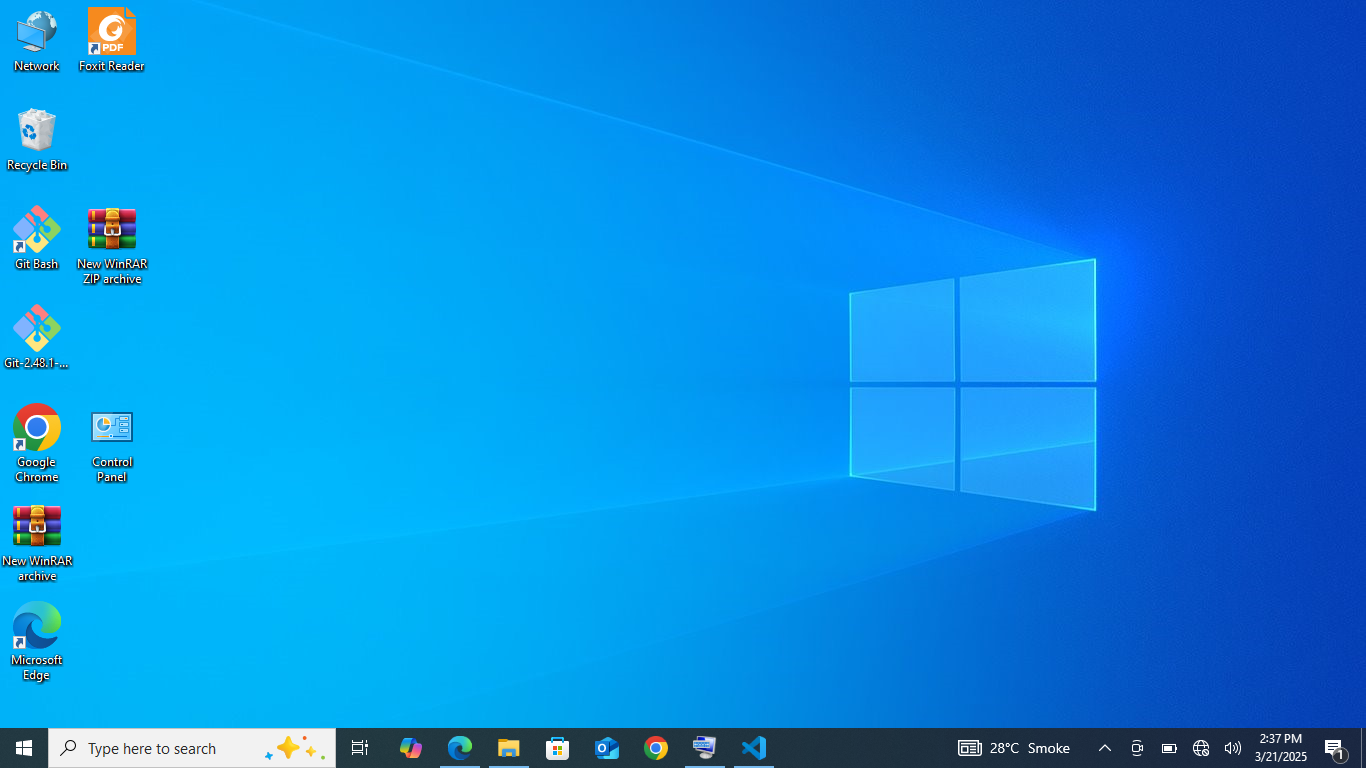 Network
Foxit Reader
PDF
Recycle Bin
Git Bash
New WinRAR
ZIP archive
Git-2.48.1-...
Google
Chrome
Control
Panel
New WinRAR
archive
Microsoft
Edge
Type here to search
28°C Smoke
2:37 PM
3/21/2025
1